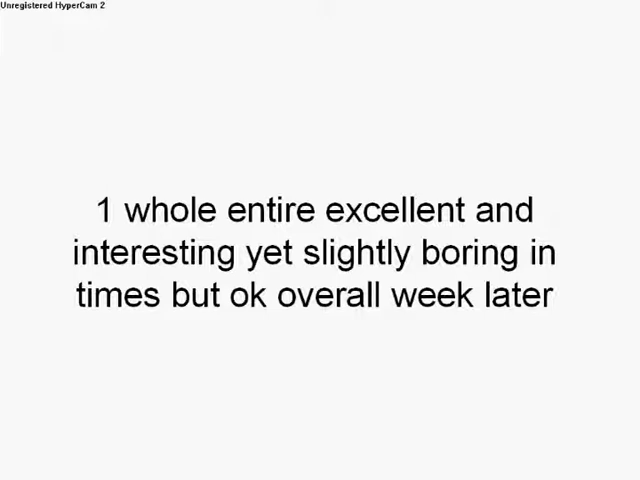 Unregistered HyperCam 2
1 whole entire excellent and
interesting yet slightly boring in
times but ok overall week later